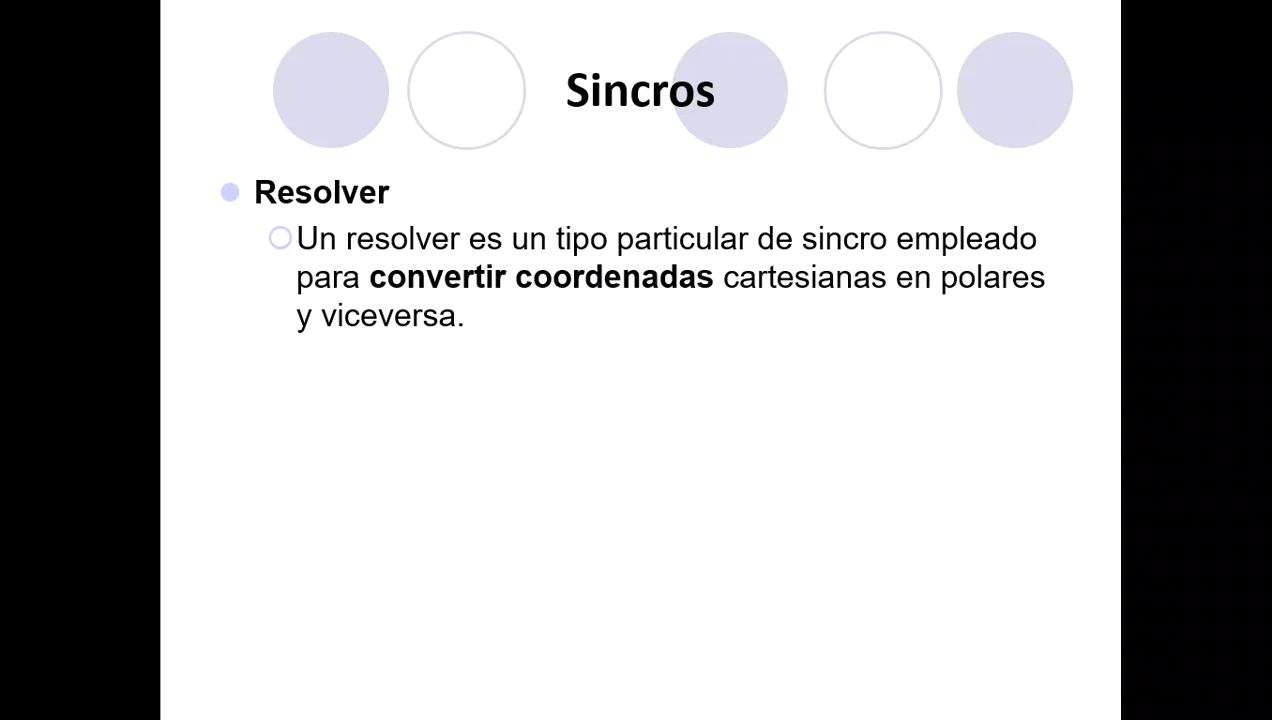 Sincros
Resolver
Un resolver es un tipo particular de sincro empleado
para convertir coordenadas cartesianas en polares
y viceversa.